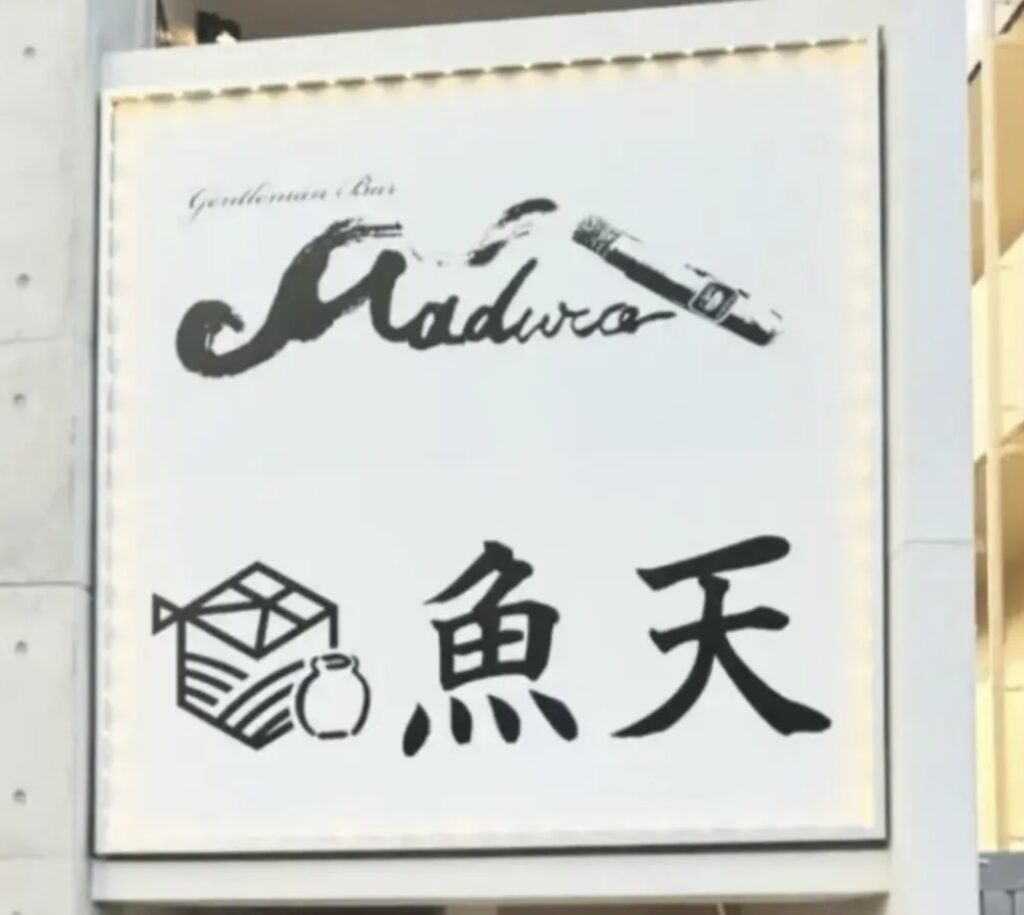 Gentleman Bar
Maduro
魚天